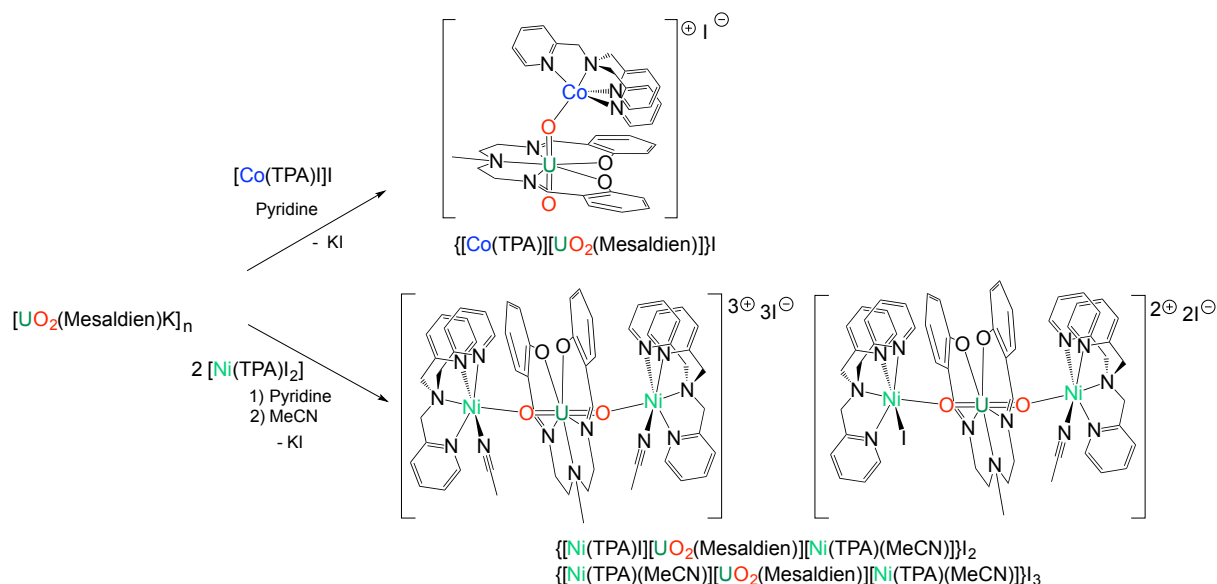 ⊕ I ⊖
N
N
N
N
Co
O
N
N
U
O
O
N
O
[Co(TPA)I]I
Pyridine
- KI
{[Co(TPA)][UO2(Mesaldien)]}I
[UO2(Mesaldien)K]n
2 [Ni(TPA)I2]
1) Pyridine
2) MeCN
- KI
3⊕ 3I⊖
N
N
O
O
N
N
N
Ni
O
U
O
Ni
N
N
N
N
N
N
N
N
N
2⊕ 2I⊖
N
N
O
O
N
N
N
Ni
O
U
O
Ni
N
I
N
N
N
N
N
N
N
{[Ni(TPA)I][UO2(Mesaldien)][Ni(TPA)(MeCN)]}I2
{[Ni(TPA)(MeCN)][UO2(Mesaldien)][Ni(TPA)(MeCN)]}I3